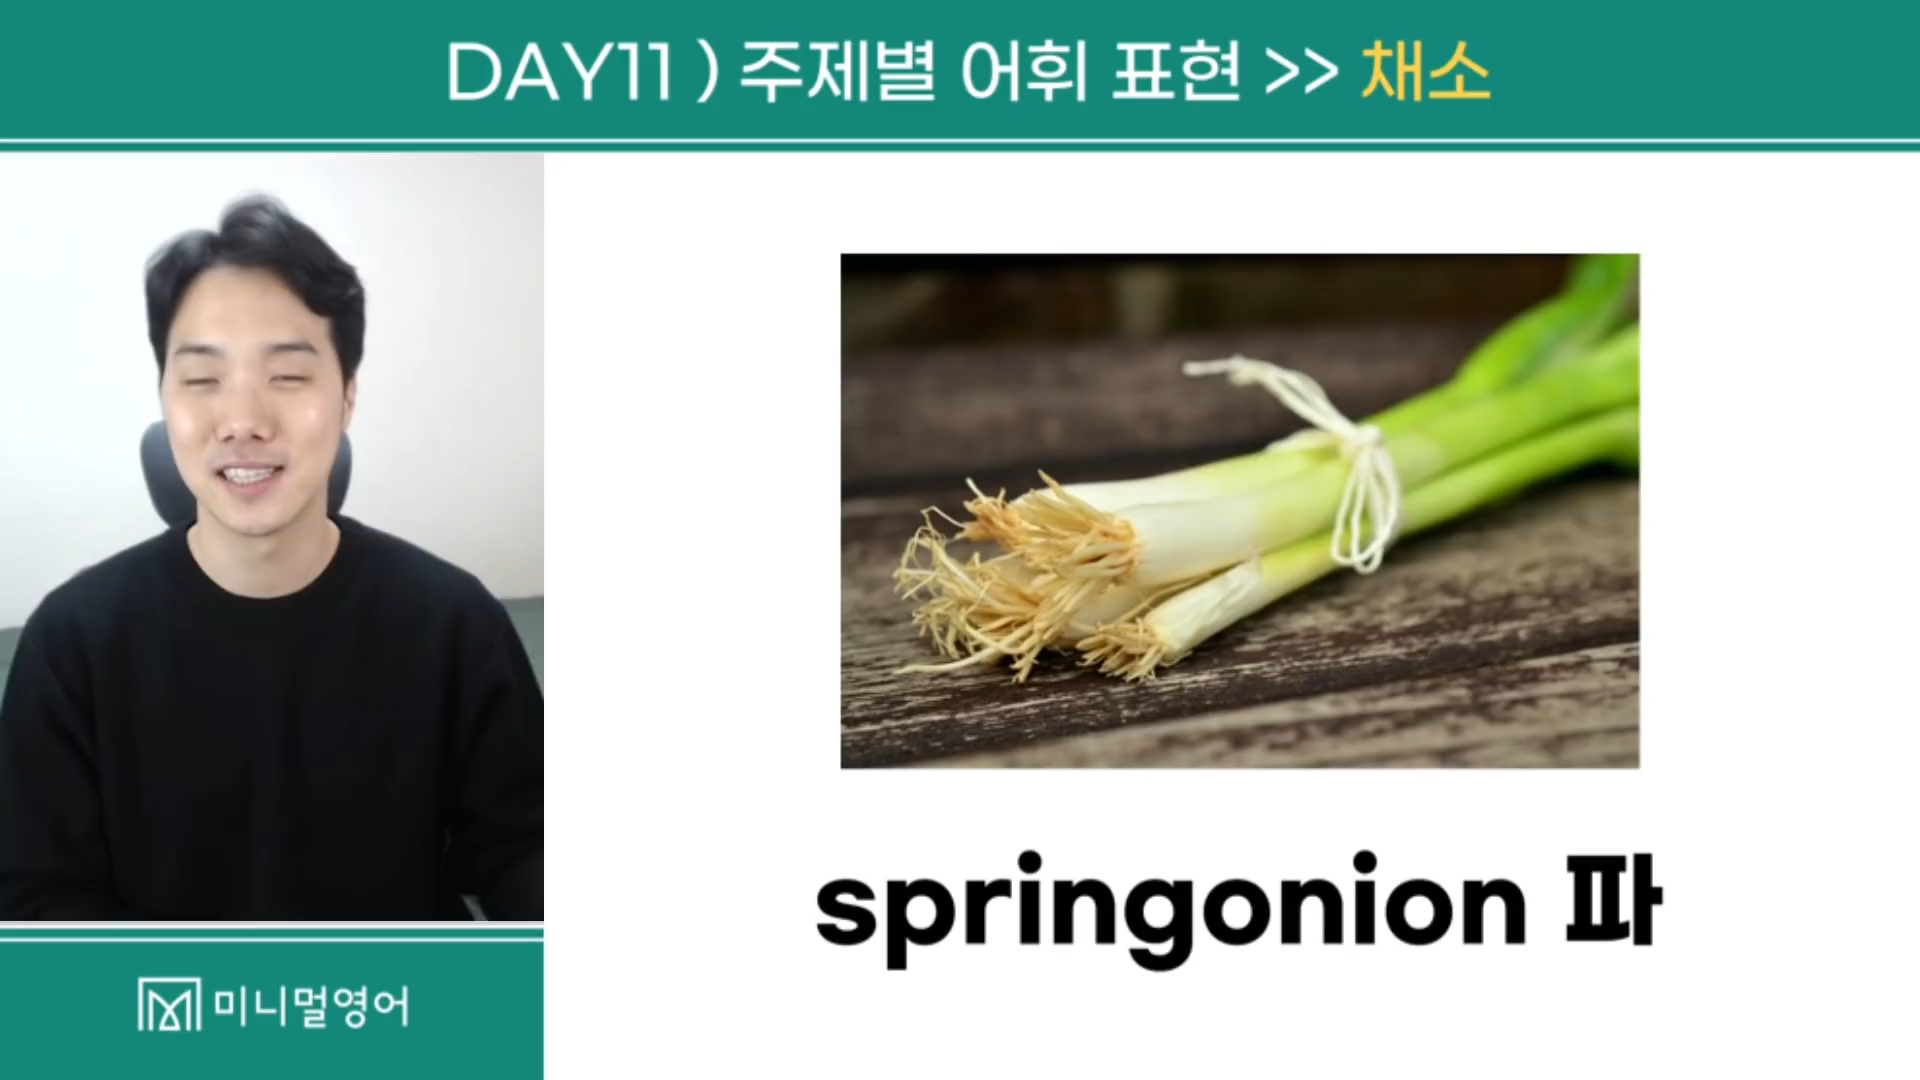 DAY11 ) 주제별 어휘 표현 >> 채소
springonion 파
미니멀영어